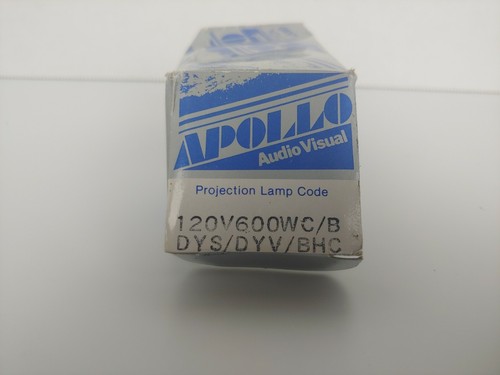 APOLLO
Audio Visual
Projection Lamp Code
120V600WC/B
DYS/DYV/BHC